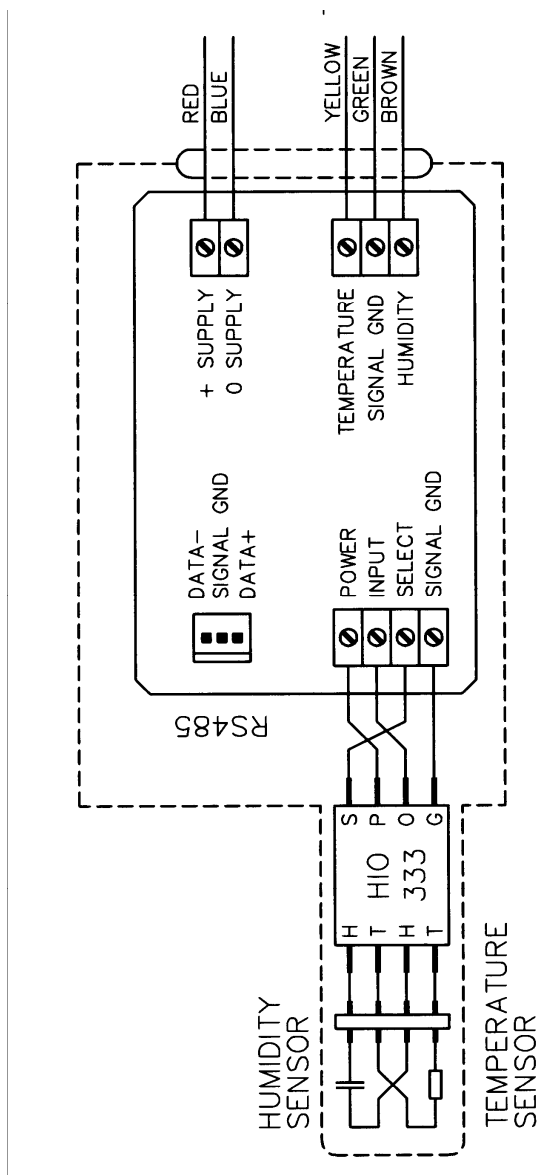 RED
BLUE
YELLOW
GREEN
BROWN
+ SUPPLY
0 SUPPLY
TEMPERATURE
SIGNAL GND
HUMIDITY
DATA-
SIGNAL GND
DATA+
POWER
INPUT
SELECT
SIGNAL GND
RS485
S
P
O
G
HIO
333
H
T
H
T
HUMIDITY
SENSOR
TEMPERATURE
SENSOR